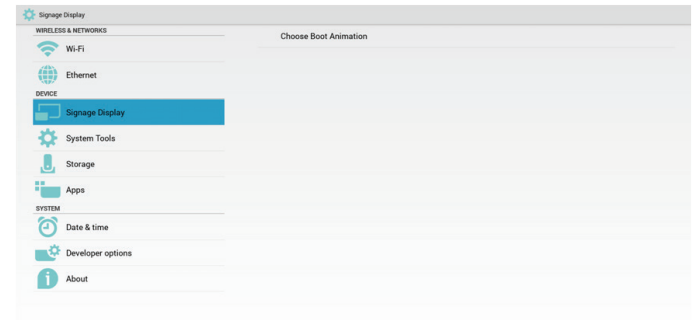 Signage Display
WIRELESS & NETWORKS
Wi-Fi
Ethernet
DEVICE
Signage Display
System Tools
Storage
Apps
SYSTEM
Date & time
Developer options
About
Choose Boot Animation